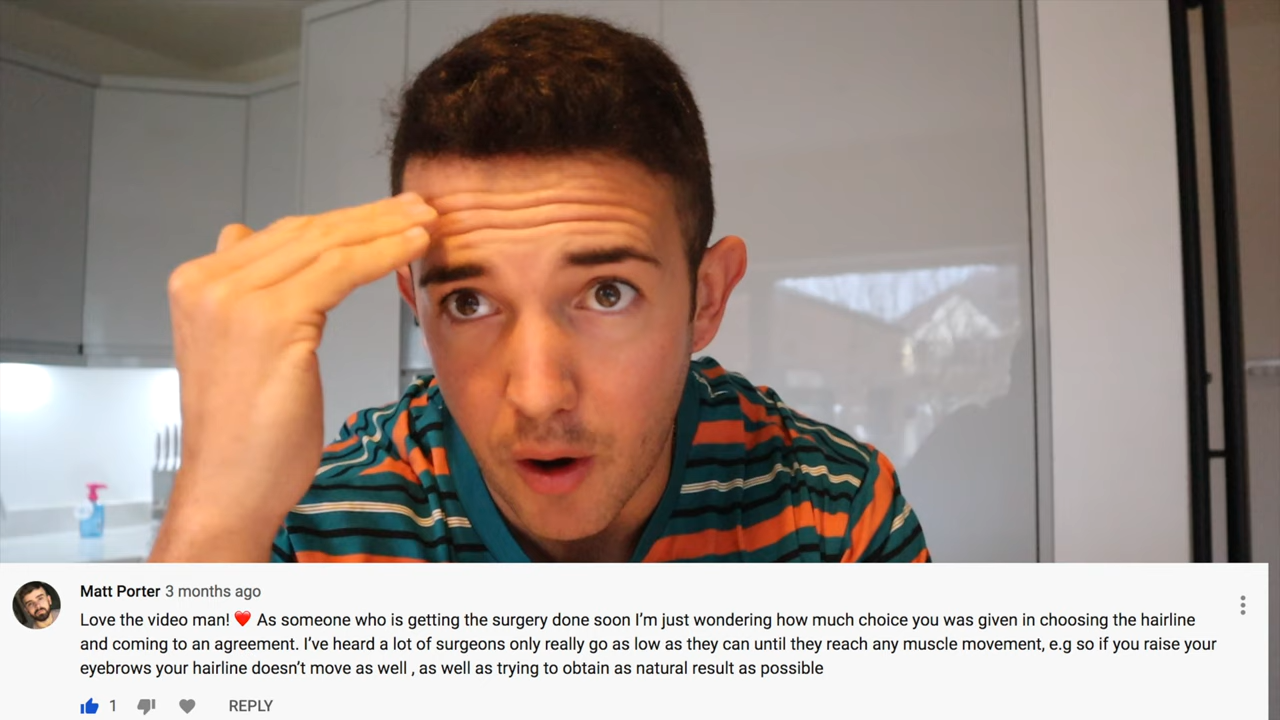 Matt Porter 3 months ago
Love the video man! ❤️ As someone who is getting the surgery done soon I'm just wondering how much choice you was given in choosing the hairline
and coming to an agreement. I've heard a lot of surgeons only really go as low as they can until they reach any muscle movement, e.g so if you raise your
eyebrows your hairline doesn't move as well , as well as trying to obtain as natural result as possible
1 REPLY